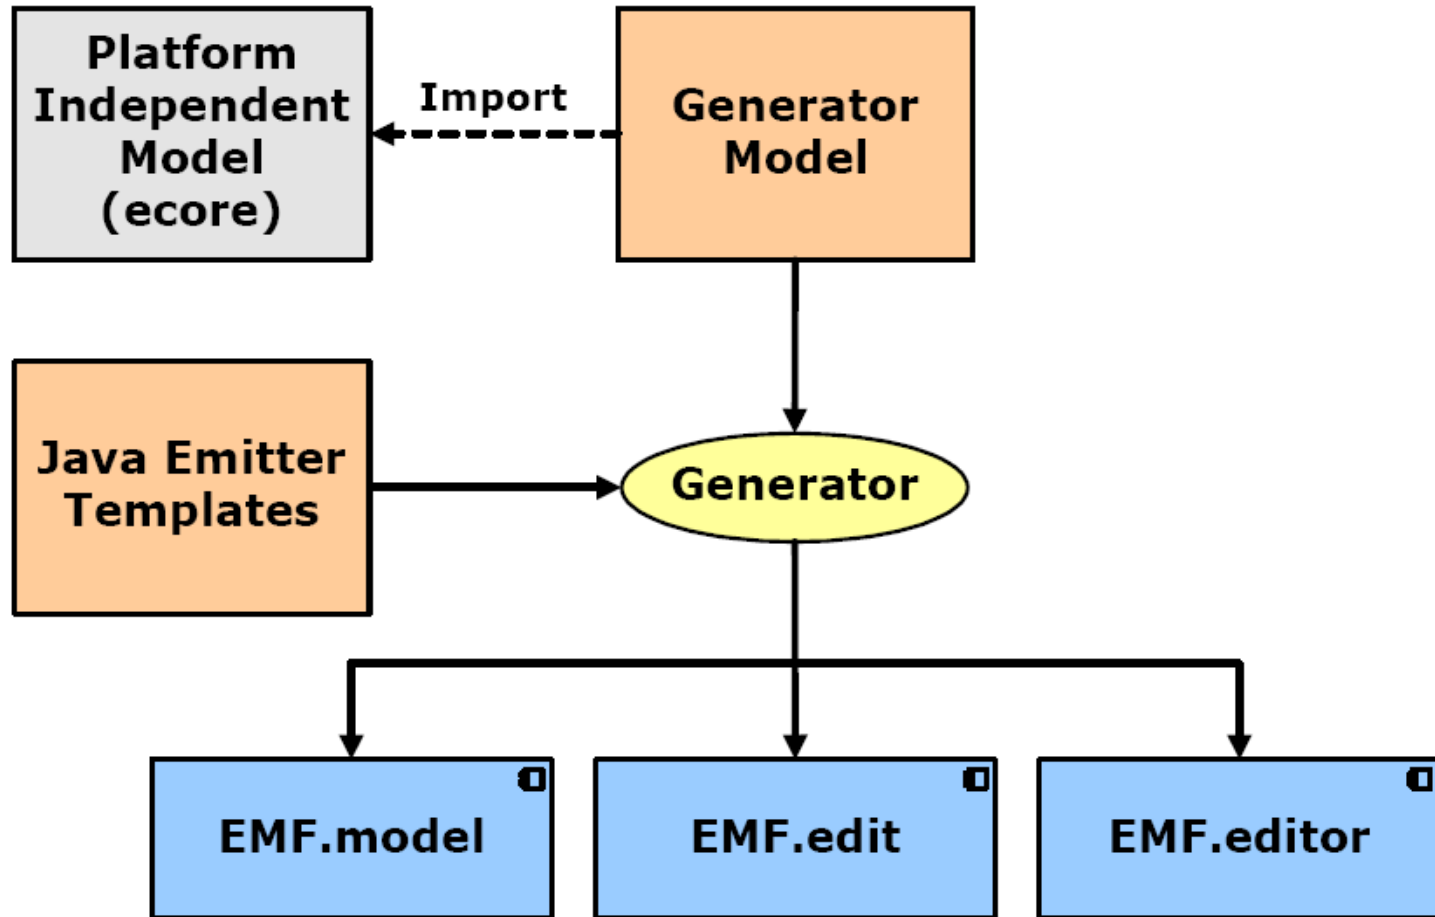 Platform
Independent
Model
(ecore)
Import
Generator
Model
Java Emitter
Templates
Generator
EMF.model
EMF.edit
EMF.editor